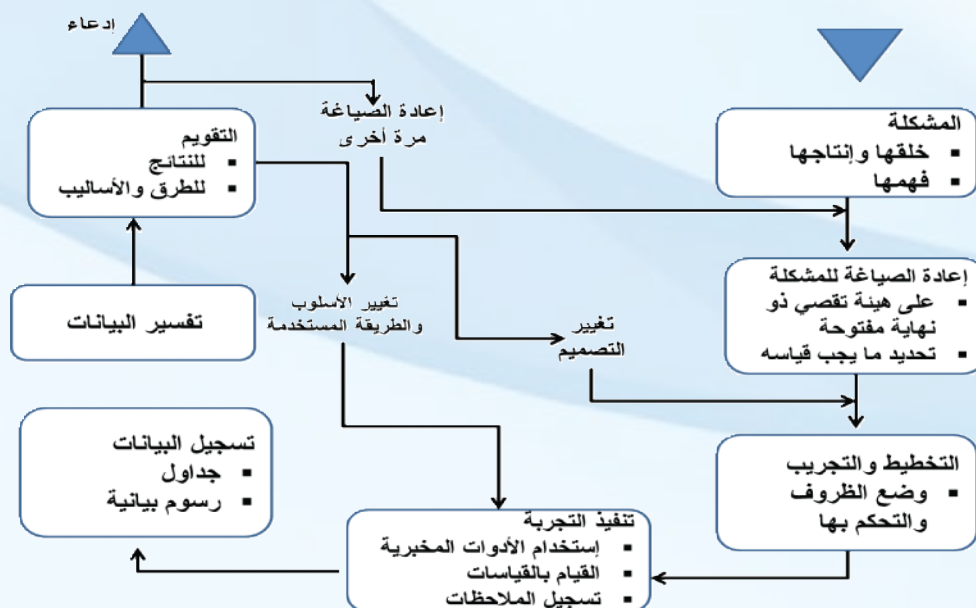 إدعاء
المشكلة
خلقها وإنتاجها
فهمها
إعادة الصياغة
مرة أخرى
التقويم
للنتائج
للطرق والأساليب
إعادة الصياغة للمشكلة
على هيئة تقصي ذو
نهاية مفتوحة
تحديد ما يجب قياسه
تغيير الأسلوب
والطريقة المستخدمة
تفسير البيانات
تغيير
التصميم
التخطيط والتجريب
وضع الظروف
والتحكم بها
تسجيل البيانات
جداول
رسوم بيانية
تنفيذ التجربة
إستخدام الأدوات المخبرية
القيام بالقياسات
تسجيل الملاحظات